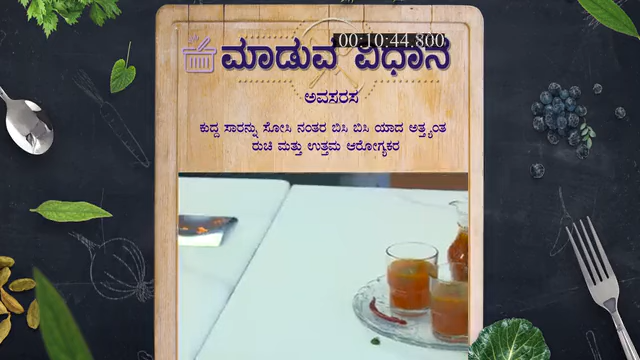 00:10:44.800
ಮಾಡುವ ವಿಧಾನ
ಅವಸರಸ
ಕುದ್ದ ಸಾರನ್ನು ಸೋಸಿ ನಂತರ ಬಿಸಿ ಬಿಸಿ ಯಾದ ಅತ್ತ್ಯಂತ
ರುಚಿ ಮತ್ತು ಉತ್ತಮ ಆರೋಗ್ಯಕರ